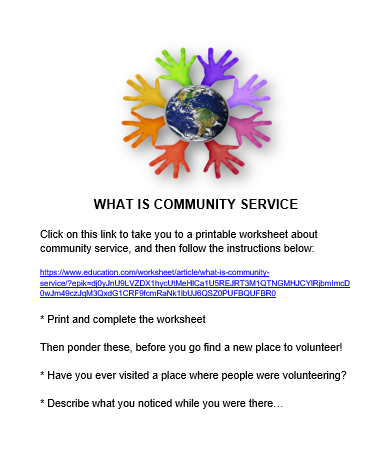 WHAT IS COMMUNITY SERVICE
Click on this link to take you to a printable worksheet about
community service, and then follow the instructions below:
https://www.education.com/worksheet/article/what-is-community-
service/?epik=dj0yJnU9LVZDX1hycUtMeHlCa1U5REJRT3M1QTNGMHJCYlRjbmImcD
0wJm49czJqM3QxdG1CRF9fcmRaNk1lbUJ6QSZ0PUFBQUFBR0
* Print and complete the worksheet
Then ponder these, before you go find a new place to volunteer!
* Have you ever visited a place where people were volunteering?
* Describe what you noticed while you were there…